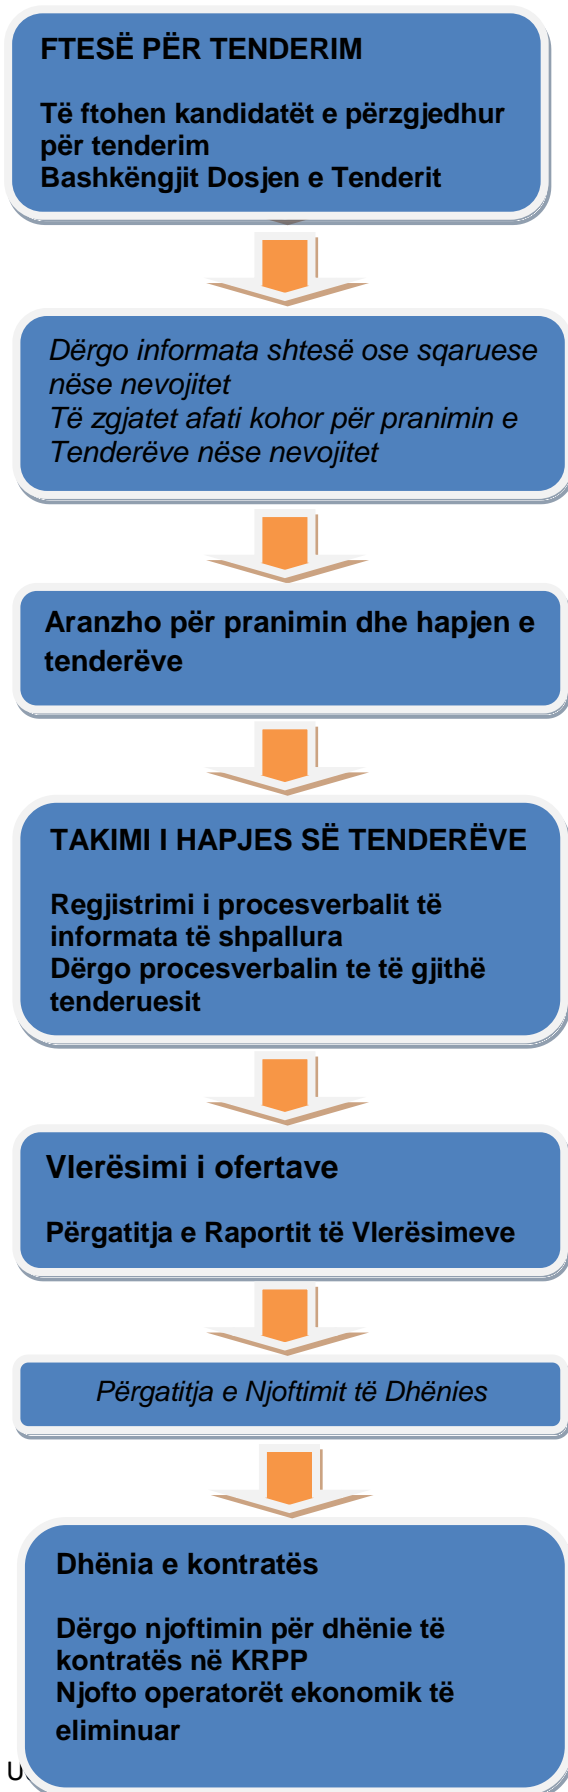 FTESË PËR TENDERIM
Të ftohen kandidatët e përzgjedhur
për tenderim
Bashkëngjit Dosjen e Tenderit
Dërgo informata shtesë ose sqaruese
nëse nevojitet
Të zgjatet afati kohor për pranimin e
Tenderëve nëse nevojitet
Aranzho për pranimin dhe hapjen e
tenderëve
TAKIMI I HAPJES SË TENDERËVE
Regjistrimi i procesverbalit të
informata të shpallura
Dërgo procesverbalin te të gjithë
tenderuesit
Vlerësimi i ofertave
Përgatitja e Raportit të Vlerësimeve
Përgatitja e Njoftimit të Dhënies
Dhënia e kontratës
Dërgo njoftimin për dhënie të
kontratës në KRPP
Njofto operatorët ekonomik të
eliminuar